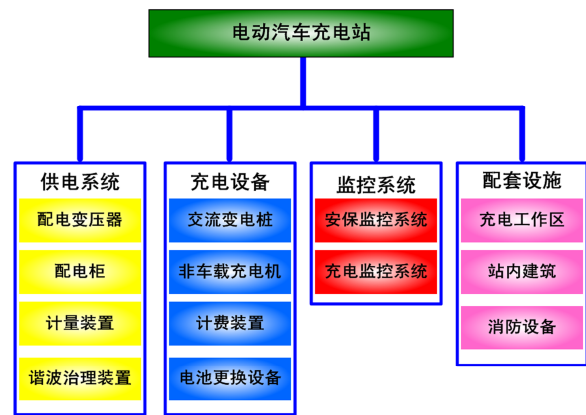 电动汽车充电站
供电系统
配电变压器
配电柜
计量装置
谐波治理装置
充电设备
交流变电桩
非车载充电机
计费装置
电池更换设备
监控系统
安保监控系统
充电监控系统
配套设施
充电工作区
站内建筑
消防设备